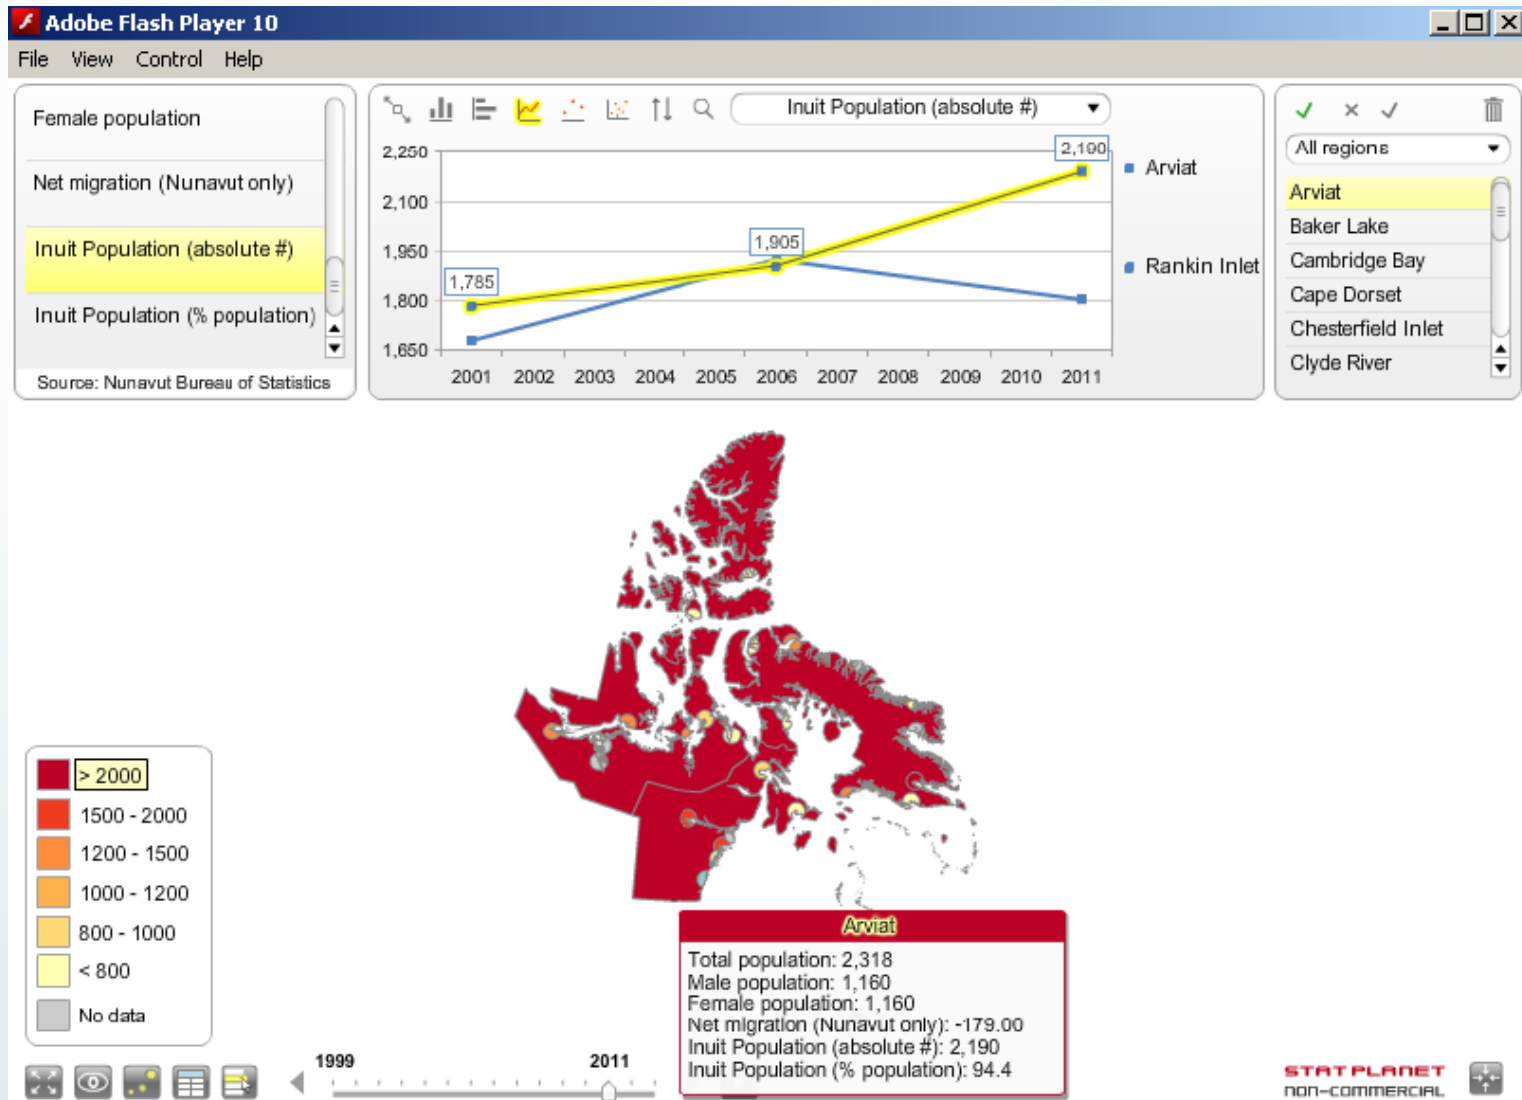 Adobe Flash Player 10
File View Control Help
Female population
Net migration (Nunavut only)
Inuit Population (absolute #)
Inuit Population (% population)
Source: Nunavut Bureau of Statistics
Inuit Population (absolute #)
2,250
2,100
1,950
1,800
1,650
1,785
1,905
2,190
2001 2002 2003 2004 2005 2006 2007 2008 2009 2010 2011
Arviat
Rankin Inlet
All regions
Arviat
Baker Lake
Cambridge Bay
Cape Dorset
Chesterfield Inlet
Clyde River
> 2000
1500 - 2000
1200 - 1500
1000 - 1200
800 - 1000
< 800
No data
Arviat
Total population: 2,318
Male population: 1,160
Female population: 1,160
Net migration (Nunavut only): -179.00
Inuit Population (absolute #): 2,190
Inuit Population (% population): 94.4
1999 2011
STATPLANET
NON-COMMERCIAL